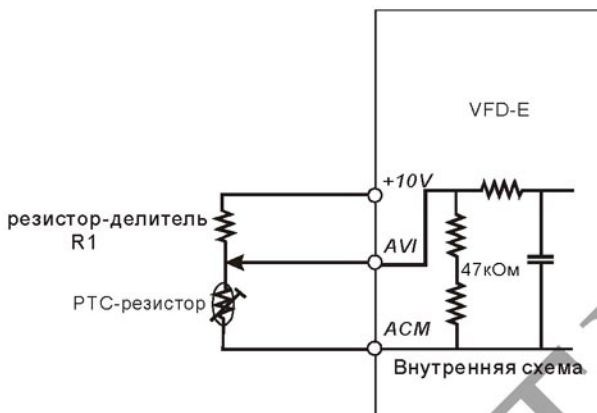 VFD-E
+10V
резистор-делитель
R1
AVI
47кОм
PTC-резистор
ACM
Внутренняя схема